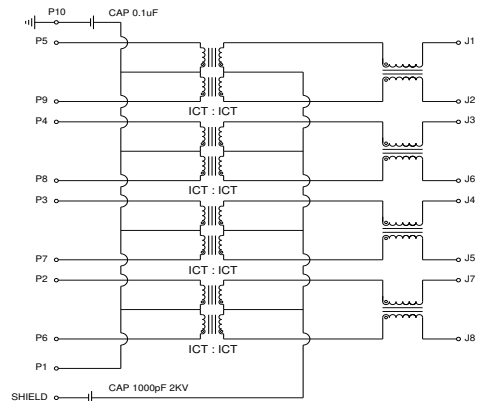 P10 CAP 0.1uF
P5 J1
P9 J2
ICT : ICT
P4 J3
P8 J6
ICT : ICT
P3 J4
P7 J5
ICT : ICT
P2 J7
P6 J8
ICT : ICT
P1
CAP 1000pF 2KV
SHIELD